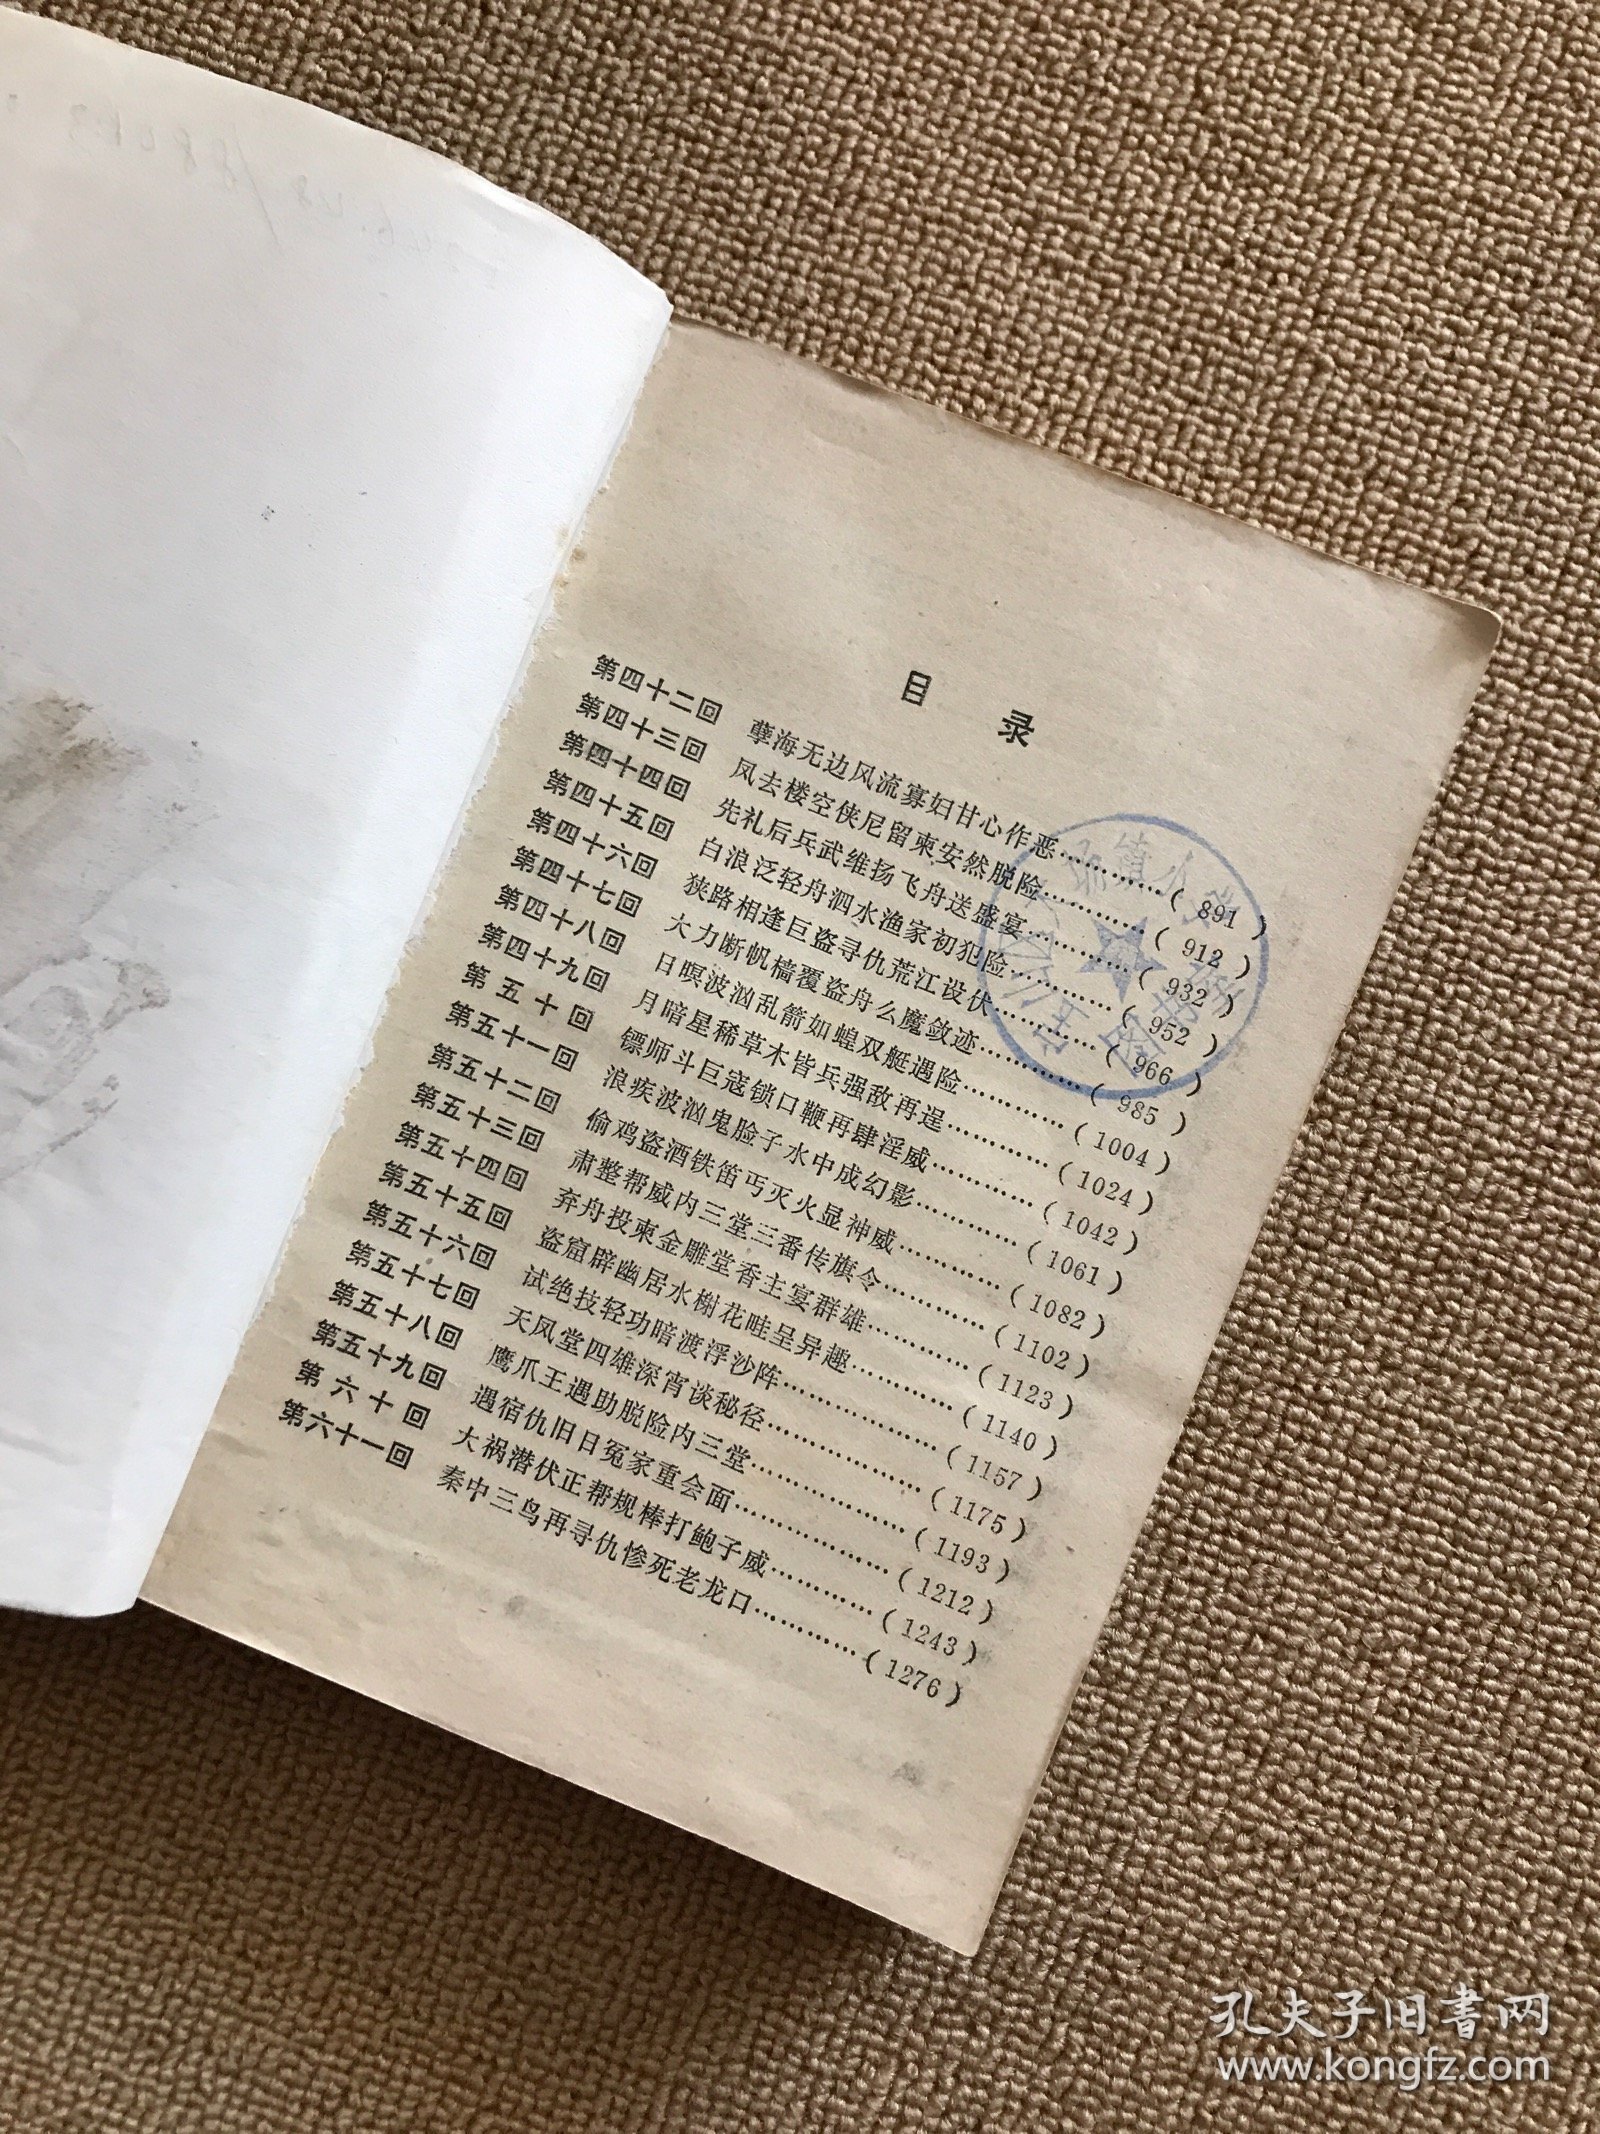 目录
第四十二回 孽海无边风流寡妇甘心作恶…………(891)
第四十三回 凤去楼空侠尼留柬安然脱险…………(912)
第四十四回 先礼后兵武维扬飞舟送盛宴…………(932)
第四十五回 白浪泛轻舟泗水渔家初犯险…………(952)
第四十六回 狭路相逢巨盗寻仇荒江设伏…………(966)
第四十七回 大力断帆樯覆盗舟么魔敛迹…………(985)
第四十八回 日暝波汹乱箭如蝗双艇遇险…………(1004)
第四十九回 月暗星稀草木皆兵强敌再逞…………(1024)
第五十回 镖师斗巨寇锁口鞭再肆淫威…………(1042)
第五十一回 浪疾波汹鬼脸子水中成幻影…………(1061)
第五十二回 偷鸡盗酒铁笛丐灭火显神威…………(1082)
第五十三回 肃整帮威内三堂三番传旗令…………(1102)
第五十四回 弃舟投柬金雕堂香主宴群雄…………(1123)
第五十五回 盗窟辟幽居水榭花畦呈异趣…………(1140)
第五十六回 试绝技轻功暗渡浮沙阵………………(1157)
第五十七回 天凤堂四雄深宵谈秘径………………(1175)
第五十八回 鹰爪王遇助脱险内三堂………………(1193)
第五十九回 遇宿仇旧日冤家重会面………………(1212)
第六十回 大祸潜伏正帮规棒打鲍子威…………(1243)
第六十一回 秦中三鸟再寻仇惨死老龙口…………(1276)
孔夫子旧书网
www.kongfz.com